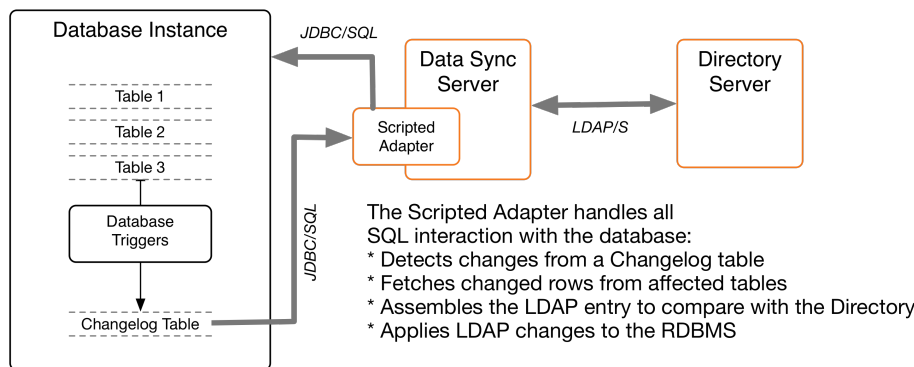 Database Instance
Table 1
Table 2
Table 3
Database
Triggers
Changelog Table
JDBC/SQL
JDBC/SQL
Data Sync
Server
Scripted
Adapter
LDAP/S
Directory
Server
The Scripted Adapter handles all
SQL interaction with the database:
* Detects changes from a Changelog table
* Fetches changed rows from affected tables
* Assembles the LDAP entry to compare with the Directory
* Applies LDAP changes to the RDBMS